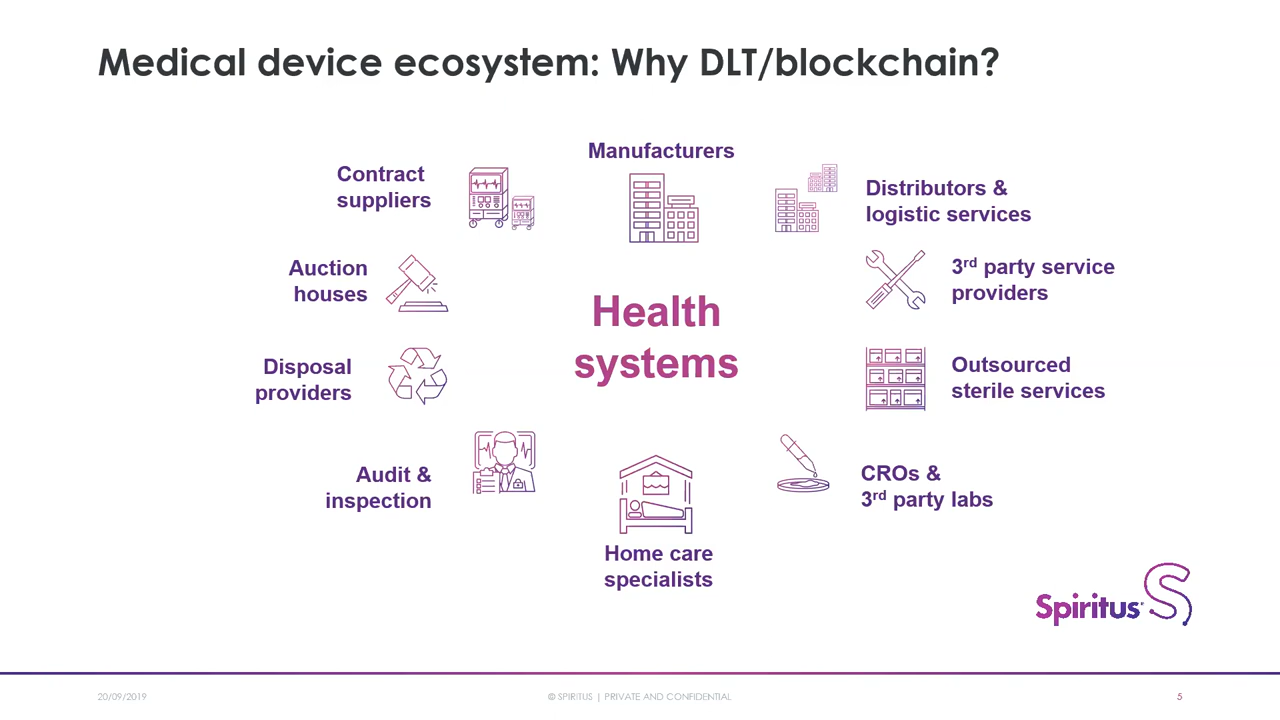 Medical device ecosystem: Why DLT/blockchain?
Manufacturers
Contract
suppliers
Distributors &
logistic services
Auction
houses
3rd party service
providers
Health
systems
Disposal
providers
Outsourced
sterile services
Audit &
inspection
CROs &
3rd party labs
Home care
specialists
Spiritus
20/09/2019
© SPIRITUS | PRIVATE AND CONFIDENTIAL
5